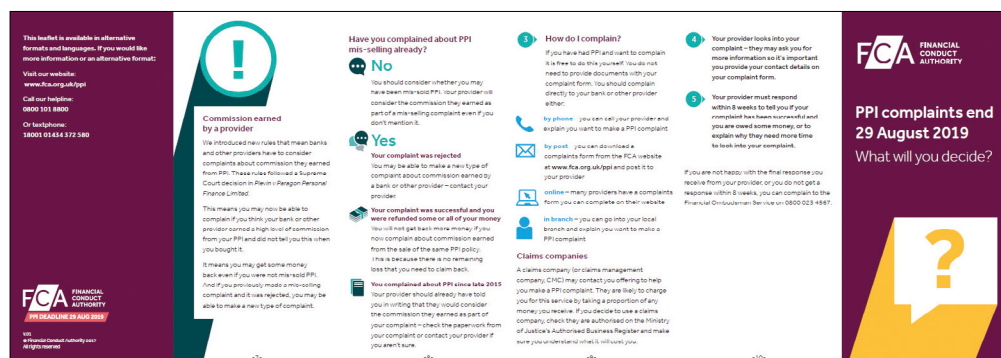 This leaflet is available in alternative
formats and languages. If you would like
more information or an alternative format:
Visit our website:
www.fca.org.uk/ppi
Call our helpline:
0800 101 8800
Or textphone:
18001 01434 372 580
FCA FINANCIAL
CONDUCT
AUTHORITY
PPI DEADLINE 29 AUG 2019
V.01
© Financial Conduct Authority 2017
All rights reserved
!
Commission earned
by a provider
We introduced new rules that mean banks
and other providers have to consider
complaints about commission they earned
from PPI. These rules followed a Supreme
Court decision in Plevin v Paragon Personal
Finance Limited.
This means you may now be able to
complain if you think your bank or other
provider earned a high level of commission
from your PPI and did not tell you this when
you bought it.
It means you may get some money
back even if you were not mis-sold PPI.
And if you previously made a mis-selling
complaint and it was rejected, you may be
able to make a new type of complaint.
Have you complained about PPI
mis-selling already?
No
You should consider whether you may
have been mis-sold PPI. Your provider will
consider the commission they earned as
part of a mis-selling complaint even if you
don't mention it.
Yes
Your complaint was rejected
You may be able to make a new type of
complaint about commission earned by
a bank or other provider – contact your
provider.
Your complaint was successful and you
were refunded some or all of your money
You will not get back more money if you
now complain about commission earned
from the sale of the same PPI policy.
This is because there is no remaining
loss that you need to claim back.
You complained about PPI since late 2015
Your provider should already have told
you in writing that they would consider
the commission they earned as part of
your complaint – check the paperwork from
your complaint or contact your provider if
you aren't sure.
3 How do I complain?
If you have had PPI and want to complain
it is free to do this yourself. You do not
need to provide documents with your
complaint form. You should complain
directly to your bank or other provider
either:
by phone – you can call your provider and
explain you want to make a PPI complaint
by post – you can download a
complaints form from the FCA website
at www.fca.org.uk/ppi and post it to
your provider
online – many providers have a complaints
form you can complete on their website
in branch – you can go into your local
branch and explain you want to make a
PPI complaint
Claims companies
A claims company (or claims management
company, CMC) may contact you offering to help
you make a PPI complaint. They are likely to charge
you for this service by taking a proportion of any
money you receive. If you decide to use a claims
company, check they are authorised on the Ministry
of Justice's Authorised Business Register and make
sure you understand what it will cost you.
4 Your provider looks into your
complaint – they may ask you for
more information so it's important
you provide your contact details on
your complaint form.
5 Your provider must respond
within 8 weeks to tell you if your
complaint has been successful and
you are owed some money, or to
explain why they need more time
to look into your complaint.
If you are not happy with the final response you
receive from your provider, or you do not get a
response within 8 weeks, you can complain to the
Financial Ombudsman Service on 0800 023 4567.
FCA FINANCIAL
CONDUCT
AUTHORITY
PPI complaints end
29 August 2019
What will you decide?
?